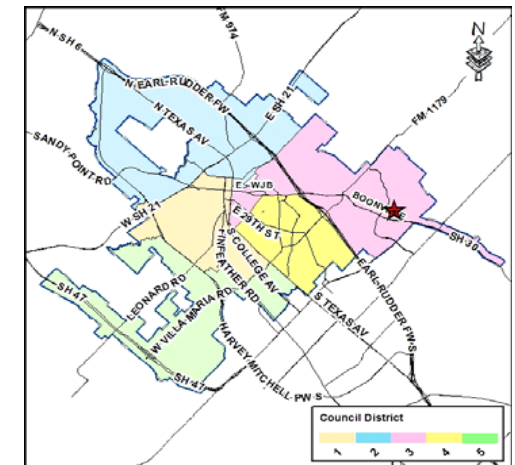 N
N·SH 6
FM 974
N·EARL·RUDDER·FW
E SH 21
N·TEXAS·AV
FM·1179
SANDY·POINT·RD
E·WJB
BOONVILLE
W·SH 21
E 29TH ST
SH·30
S COLLEGE AV
FINFEATHER RD
EARL·RUDDER·FW·S
LEONARD RD
S TEXAS AV
SH 47
W VILLA·MARIA RD
HARVEY·MITCHELL·PW·S
SH·47
Council District
1 2 3 4 5